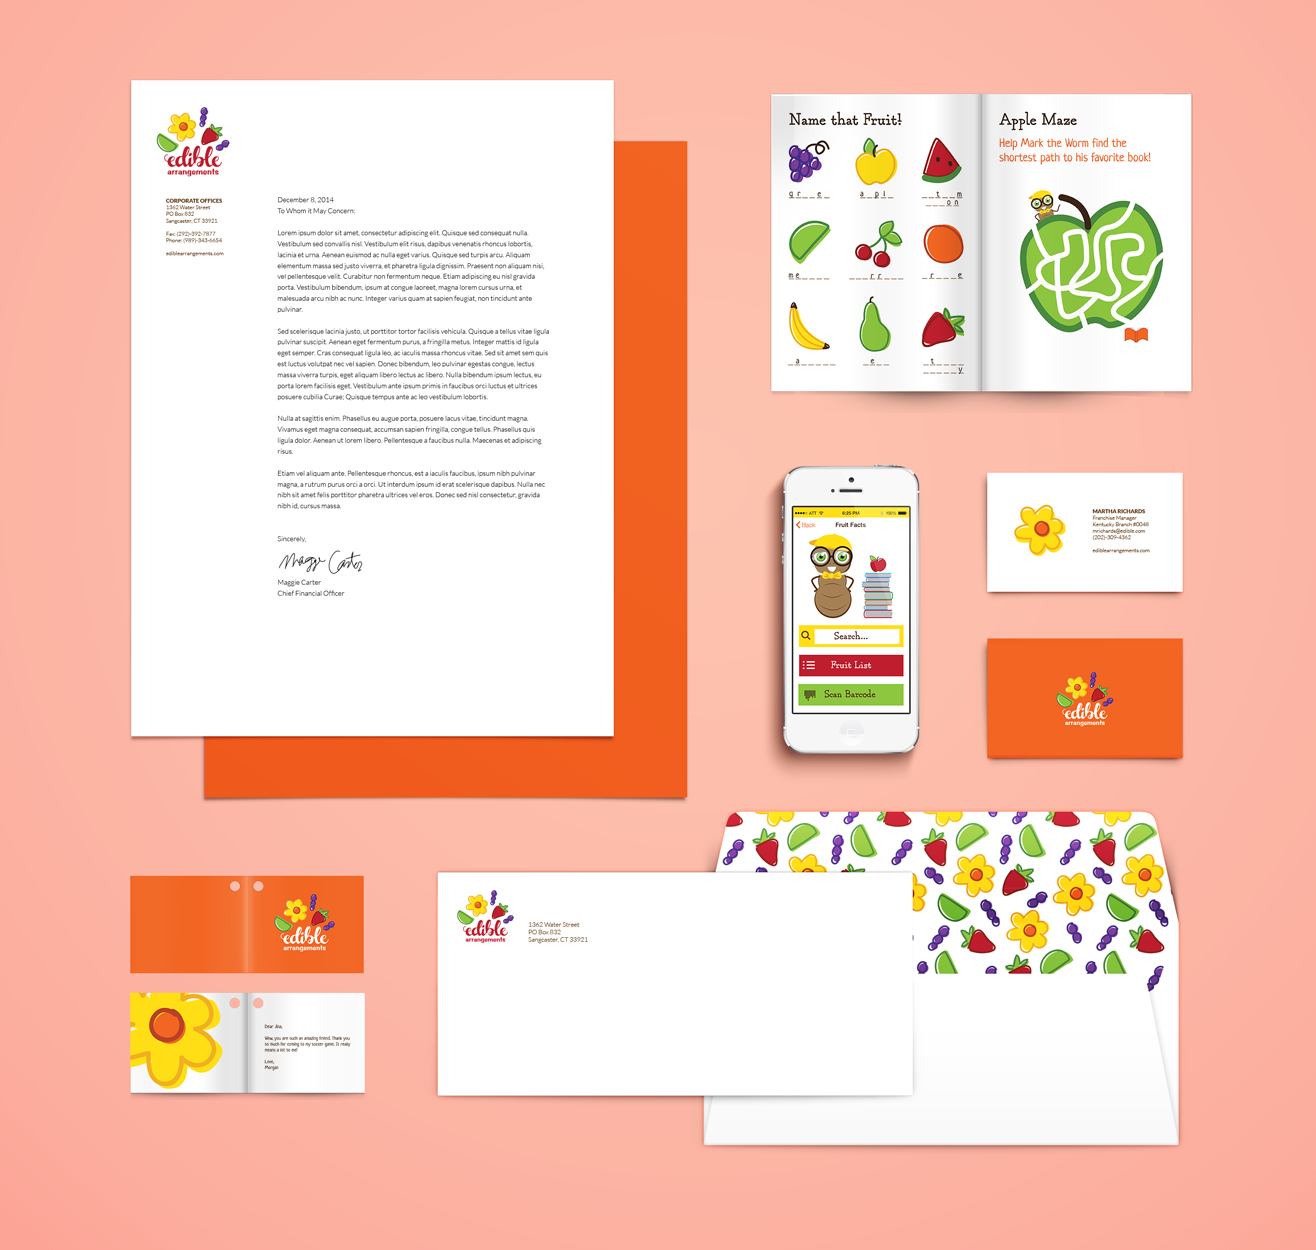 edible
arrangements
CORPORATE OFFICES
1362 Water Street
PO Box 832
Sangcaster, CT 33921
Fax: (292)-392-7877
Phone: (989)-343-6654
ediblearrangements.com
December 8, 2014
To Whom it May Concern:
Lorem ipsum dolor sit amet, consectetur adipiscing elit. Quisque sed consequat nulla.
Vestibulum sed convallis nisl. Vestibulum elit risus, dapibus venenatis rhoncus lobortis,
lacinia et urna. Aenean euismod ac nulla eget varius. Quisque sed turpis arcu. Aliquam
elementum massa sed justo viverra, et pharetra ligula dignissim. Praesent non aliquam nisi,
vel pellentesque velit. Curabitur non fermentum neque. Etiam adipiscing eu nisl gravida
porta. Vestibulum bibendum, ipsum at congue laoreet, magna lorem cursus urna, et
malesuada arcu nibh ac nunc. Integer varius quam at sapien feugiat, non tincidunt ante
pulvinar.
Sed scelerisque lacinia justo, ut porttitor tortor facilisis vehicula. Quisque a tellus vitae ligula
pulvinar suscipit. Aenean eget fermentum purus, a fringilla metus. Integer mattis id ligula
eget semper. Cras consequat ligula leo, ac iaculis massa rhoncus vitae. Sed sit amet sem quis
est luctus volutpat nec vel sapien. Donec bibendum, leo pulvinar egestas congue, lectus
massa viverra turpis, eget aliquam libero lectus ac libero. Nulla bibendum ipsum lectus, eu
porta lorem facilisis eget. Vestibulum ante ipsum primis in faucibus orci luctus et ultrices
posuere cubilia Curae; Quisque tempus ante ac leo vestibulum lobortis.
Nulla at sagittis enim. Phasellus eu augue porta, posuere lacus vitae, tincidunt magna.
Vivamus eget magna consequat, accumsan sapien fringilla, congue tellus. Phasellus quis
ligula dolor. Aenean ut lorem libero. Pellentesque a faucibus nulla. Maecenas et adipiscing
risus.
Etiam vel aliquam ante. Pellentesque rhoncus, est a iaculis faucibus, ipsum nibh pulvinar
magna, a rutrum purus orci a orci. Ut interdum ipsum id erat scelerisque dapibus. Nulla nec
nibh sit amet felis porttitor pharetra ultrices vel eros. Donec sed nisl consectetur, gravida
nibh id, cursus massa.
Sincerely,
Maggie Carter
Maggie Carter
Chief Financial Officer
Name that Fruit!
g r _ _ e _
a p l _
_ _ t _ m
_ _ _ on
me _ _ _
_ _ _ r r _
_ r _ _ e
_ a _ _ _ _
_ e _ _
_ t _ _ _
_ _ _ _ y
Apple Maze
Help Mark the Worm find the
shortest path to his favorite book!
ATT 6:25 PM 100%
Back Fruit Facts
Search...
Fruit List
Scan Barcode
MARTHA RICHARDS
Franchise Manager
Kentucky Branch #0048
mrichards@edible.com
(202)-309-4362
ediblearrangements.com
edible
arrangements
edible
arrangements
Dear Jina,
Wow, you are such an amazing friend. Thank you
so much for coming to my soccer game. It really
means a lot to me!
Love,
Morgan
edible
arrangements
1362 Water Street
PO Box 832
Sangcaster, CT 33921